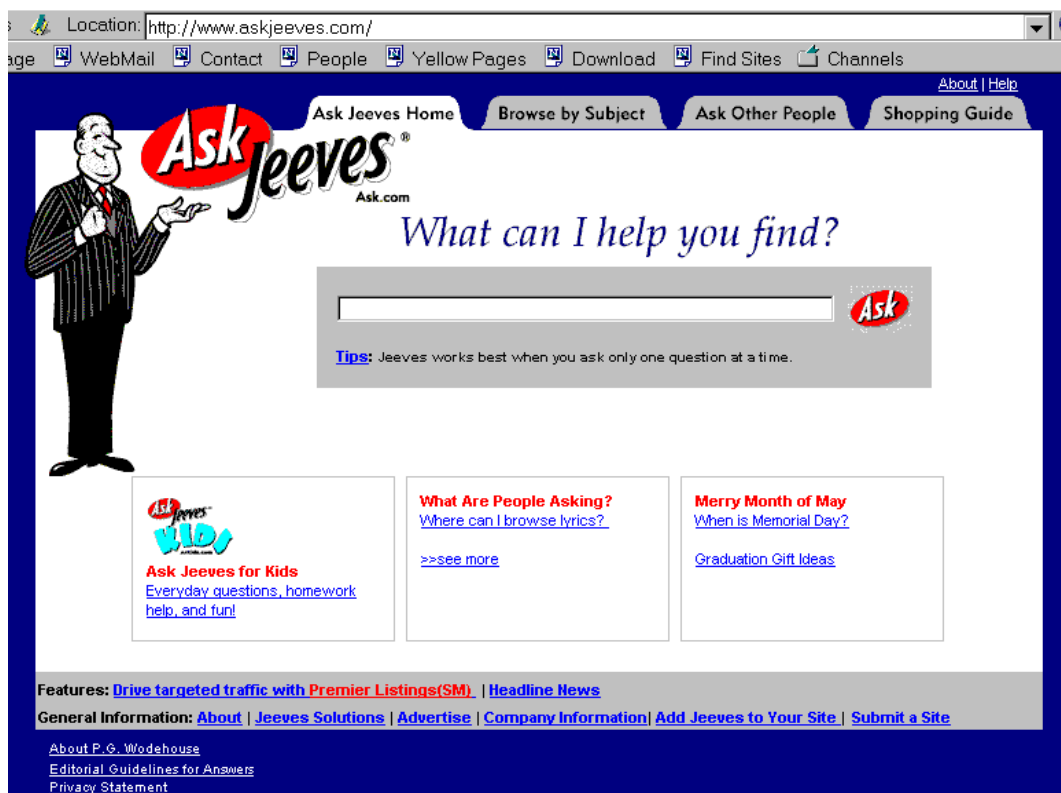 Location: http://www.askjeeves.com/
WebMail Contact People Yellow Pages Download Find Sites Channels
About | Help
Ask Jeeves Home Browse by Subject Ask Other People Shopping Guide
Ask Jeeves®
Ask.com
What can I help you find?
Ask
Tips: Jeeves works best when you ask only one question at a time.
Ask Jeeves KIDS
Ask Jeeves for Kids
Everyday questions, homework
help, and fun!
What Are People Asking?
Where can I browse lyrics?
>>see more
Merry Month of May
When is Memorial Day?
Graduation Gift Ideas
Features: Drive targeted traffic with Premier Listings(SM) | Headline News
General Information: About | Jeeves Solutions | Advertise | Company Information| Add Jeeves to Your Site | Submit a Site
About P.G. Wodehouse
Editorial Guidelines for Answers
Privacy Statement